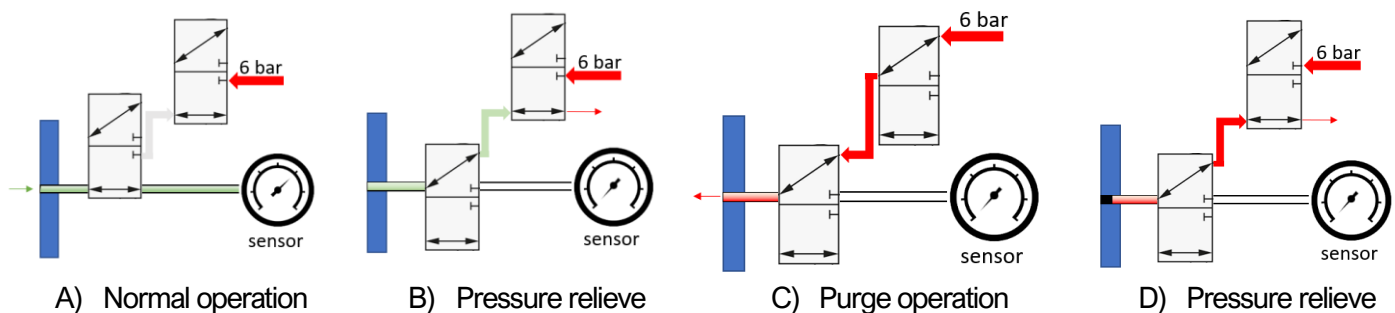 6 bar
sensor
A) Normal operation
6 bar
sensor
B) Pressure relieve
6 bar
sensor
C) Purge operation
6 bar
sensor
D) Pressure relieve